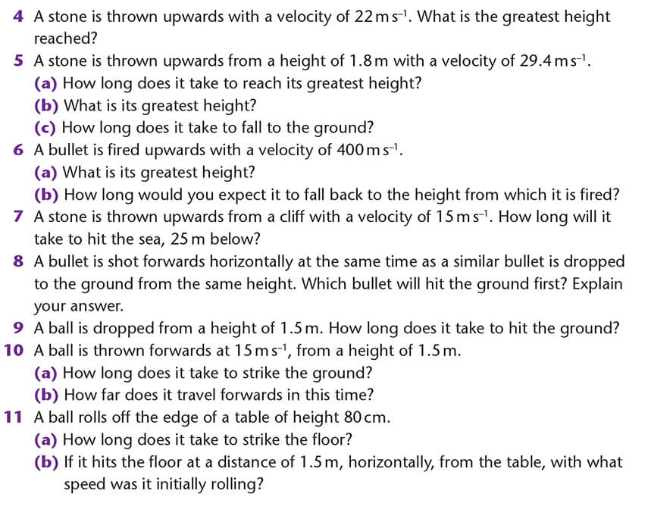 4 A stone is thrown upwards with a velocity of 22 m s⁻¹. What is the greatest height
reached?
5 A stone is thrown upwards from a height of 1.8 m with a velocity of 29.4 m s⁻¹.
(a) How long does it take to reach its greatest height?
(b) What is its greatest height?
(c) How long does it take to fall to the ground?
6 A bullet is fired upwards with a velocity of 400 m s⁻¹.
(a) What is its greatest height?
(b) How long would you expect it to fall back to the height from which it is fired?
7 A stone is thrown upwards from a cliff with a velocity of 15 m s⁻¹. How long will it
take to hit the sea, 25 m below?
8 A bullet is shot forwards horizontally at the same time as a similar bullet is dropped
to the ground from the same height. Which bullet will hit the ground first? Explain
your answer.
9 A ball is dropped from a height of 1.5 m. How long does it take to hit the ground?
10 A ball is thrown forwards at 15 m s⁻¹, from a height of 1.5 m.
(a) How long does it take to strike the ground?
(b) How far does it travel forwards in this time?
11 A ball rolls off the edge of a table of height 80 cm.
(a) How long does it take to strike the floor?
(b) If it hits the floor at a distance of 1.5 m, horizontally, from the table, with what
speed was it initially rolling?